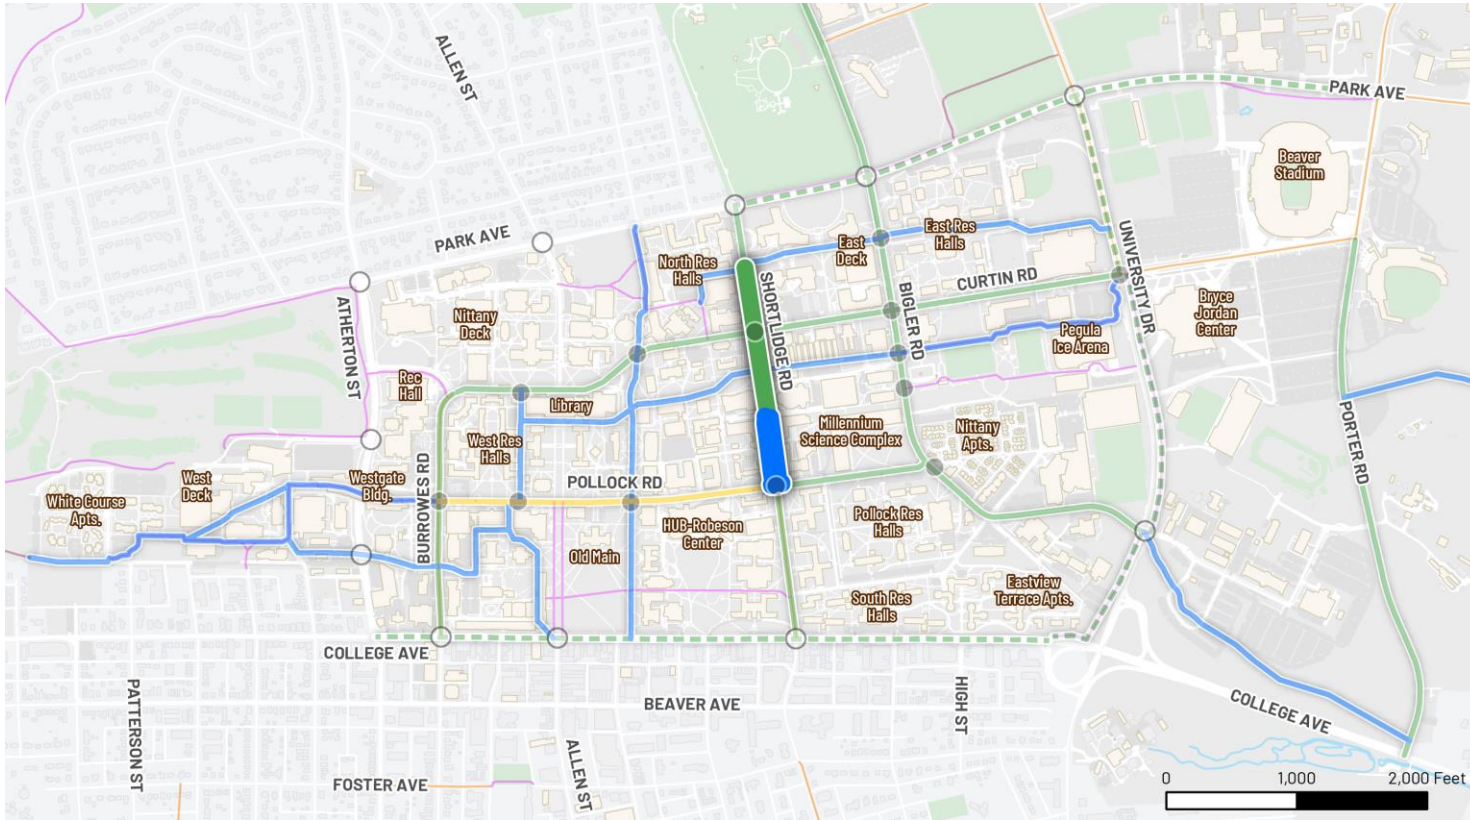 ALLEN ST
PARK AVE
Beaver
Stadium
PARK AVE
North Res
Halls
East
Deck
East Res
Halls
UNIVERSITY DR
ATHERTON ST
Nittany
Deck
SHORTLIDGE RD
BIGLER RD
CURTIN RD
Pegula
Ice Arena
Bryce
Jordan
Center
Rec
Hall
Library
West Res
Halls
Millennium
Science Complex
Nittany
Apts.
PORTER RD
White Course
Apts.
West
Deck
Westgate
Bldg.
BURROWES RD
POLLOCK RD
HUB-Robeson
Center
Pollock Res
Halls
Old Main
South Res
Halls
Eastview
Terrace Apts.
COLLEGE AVE
PATTERSON ST
BEAVER AVE
HIGH ST
COLLEGE AVE
FOSTER AVE
ALLEN ST
0 1,000 2,000 Feet